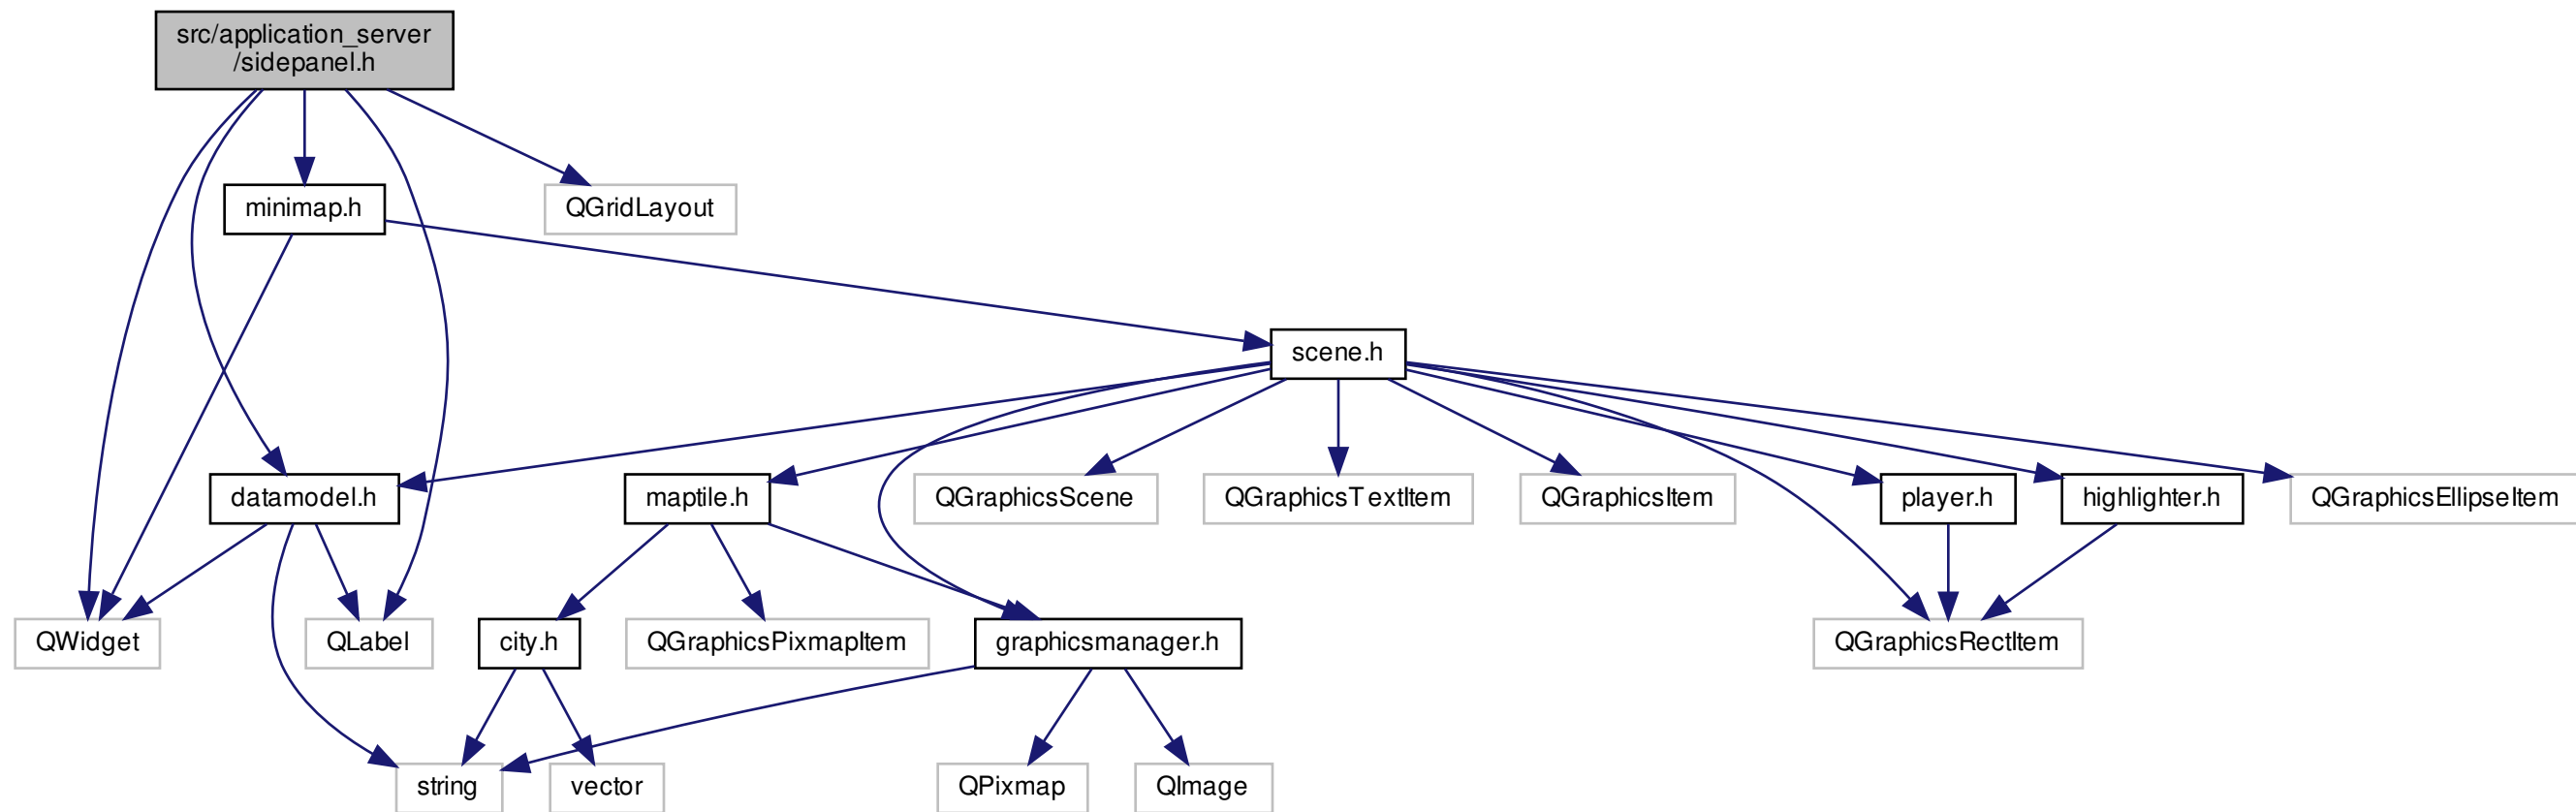 src/application_server
/sidepanel.h
minimap.h
QGridLayout
scene.h
datamodel.h
maptile.h
QGraphicsScene
QGraphicsTextItem
QGraphicsItem
player.h
highlighter.h
QGraphicsEllipseItem
QWidget
QLabel
city.h
QGraphicsPixmapItem
graphicsmanager.h
QGraphicsRectItem
string
vector
QPixmap
QImage